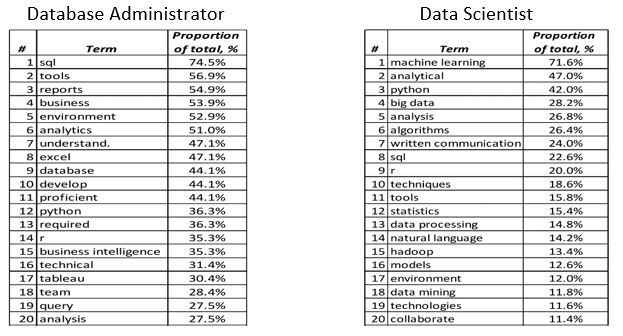 Database Administrator
# Term Proportion of total, %
1 sql 74.5%
2 tools 56.9%
3 reports 54.9%
4 business 53.9%
5 environment 52.9%
6 analytics 51.0%
7 understand. 47.1%
8 excel 47.1%
9 database 44.1%
10 develop 44.1%
11 proficient 44.1%
12 python 36.3%
13 required 36.3%
14 r 35.3%
15 business intelligence 35.3%
16 technical 31.4%
17 tableau 30.4%
18 team 28.4%
19 query 27.5%
20 analysis 27.5%
Data Scientist
# Term Proportion of total, %
1 machine learning 71.6%
2 analytical 47.0%
3 python 42.0%
4 big data 28.2%
5 analysis 26.8%
6 algorithms 26.4%
7 written communication 24.0%
8 sql 22.6%
9 r 20.0%
10 techniques 18.6%
11 tools 15.8%
12 statistics 15.4%
13 data processing 14.8%
14 natural language 14.2%
15 hadoop 13.4%
16 models 12.6%
17 environment 12.0%
18 data mining 11.8%
19 technologies 11.6%
20 collaborate 11.4%